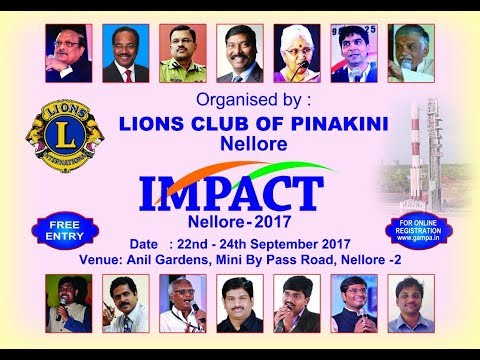 Organised by :
LIONS CLUB OF PINAKINI
Nellore
LIONS
L
INTERNATIONAL
IMPACT
Nellore-2017
FREE
ENTRY
FOR ONLINE
REGISTRATION
www.gampa.in
Date : 22nd - 24th September 2017
Venue: Anil Gardens, Mini By Pass Road, Nellore -2